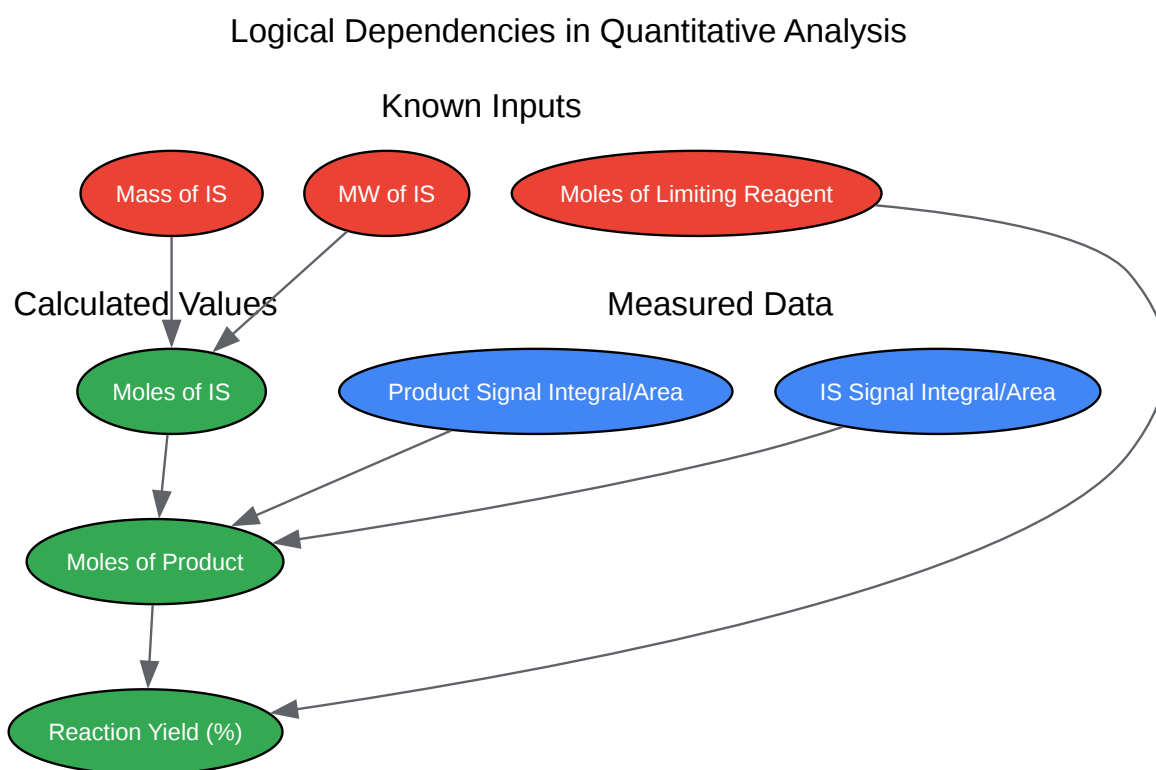 Logical Dependencies in Quantitative Analysis
Known Inputs
Mass of IS
MW of IS
Moles of Limiting Reagent
Calculated Values
Measured Data
Moles of IS
Product Signal Integral/Area
IS Signal Integral/Area
Moles of Product
Reaction Yield (%)